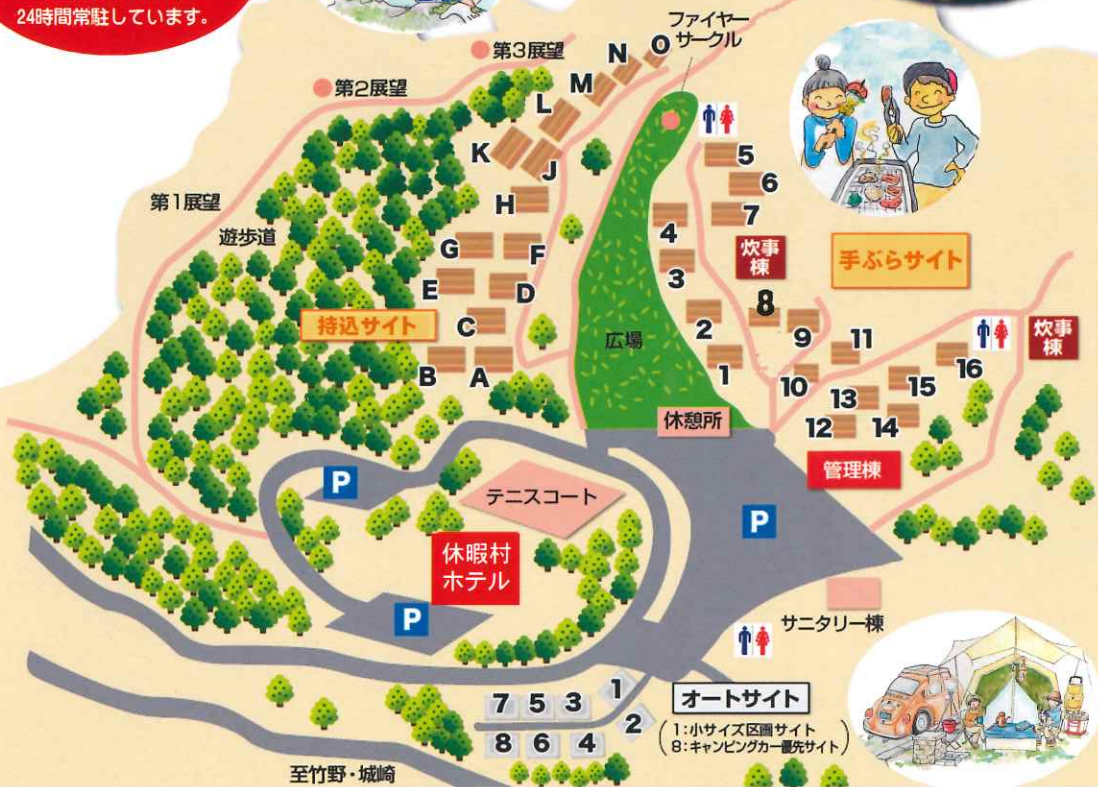 24時間常駐しています。
ファイヤー
サークル
第3展望
第2展望
第1展望
遊歩道
O
N
M
L
K
J
H
G
F
E
D
C
B
A
持込サイト
広場
5
6
7
4
3
2
1
炊事
棟
手ぶらサイト
8
9
11
10
13
15
16
12
14
炊事
棟
休憩所
管理棟
P
テニスコート
P
休暇村
ホテル
P
サニタリー棟
オートサイト
1:小サイズ区画サイト
8:キャンピングカー優先サイト
7 5 3 1
8 6 4 2
至竹野・城崎